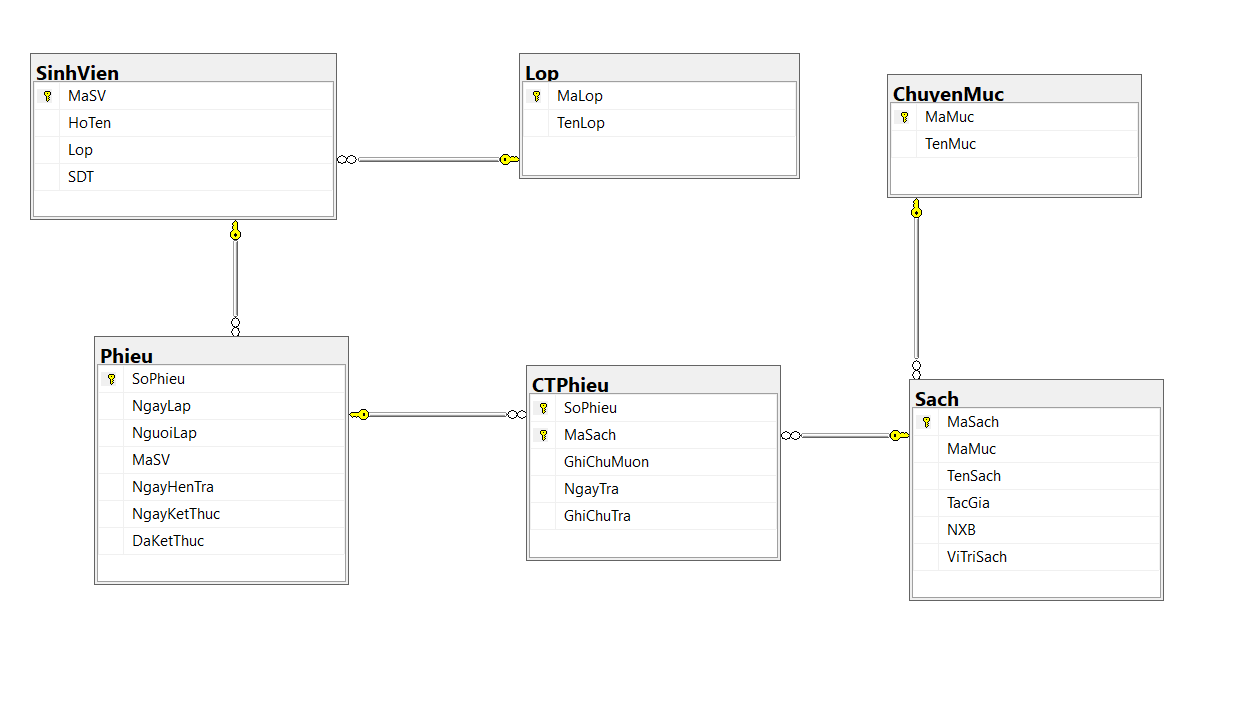 SinhVien
MaSV
HoTen
Lop
SDT
Lop
MaLop
TenLop
ChuyenMuc
MaMuc
TenMuc
Phieu
SoPhieu
NgayLap
NguoiLap
MaSV
NgayHenTra
NgayKetThuc
DaKetThuc
CTPhieu
SoPhieu
MaSach
GhiChuMuon
NgayTra
GhiChuTra
Sach
MaSach
MaMuc
TenSach
TacGia
NXB
ViTriSach